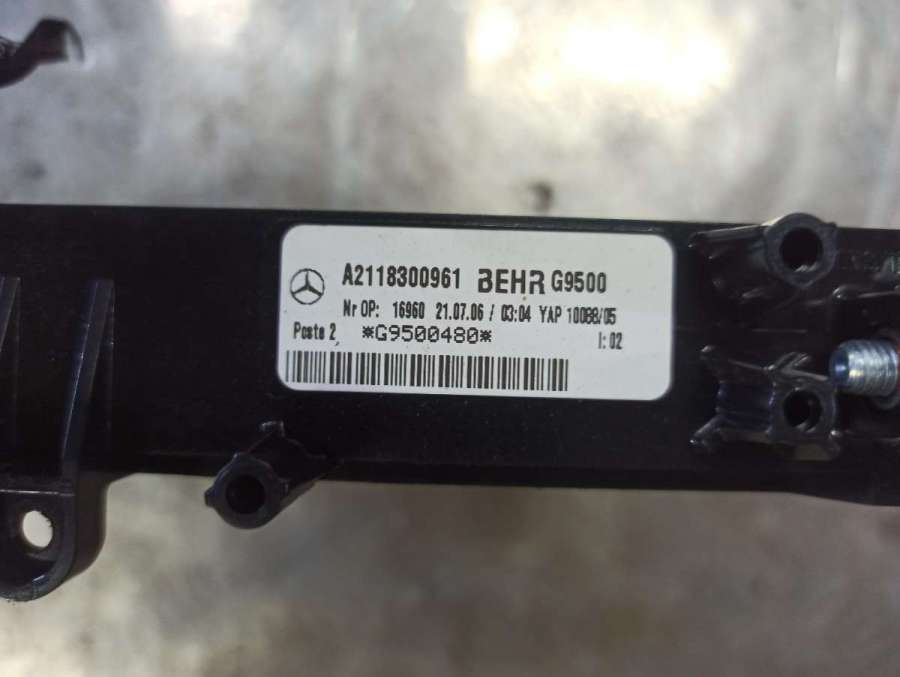 A2118300961 BEHR G9500
Nr OP: 16960 21.07.06 / 03:04 YAP 10088/05
Poste 2 *G9500480* I: 02